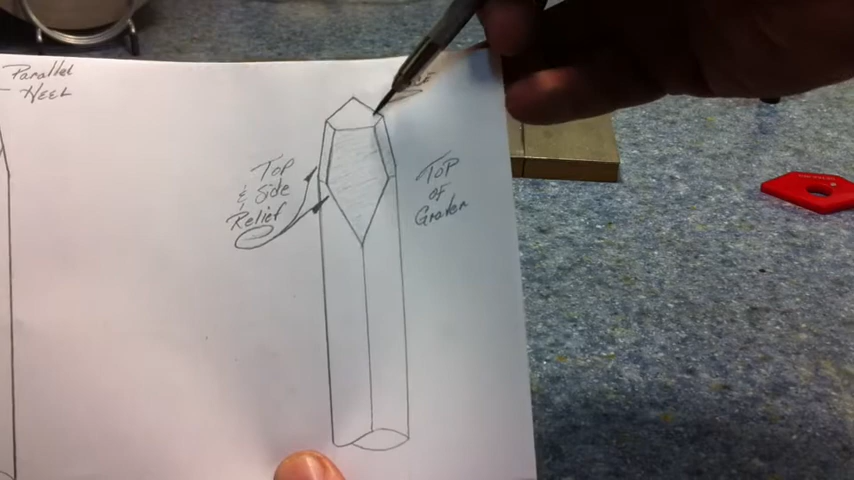 Parallel
- HEEL
Top
& Side
Relief
Top
of
Graver